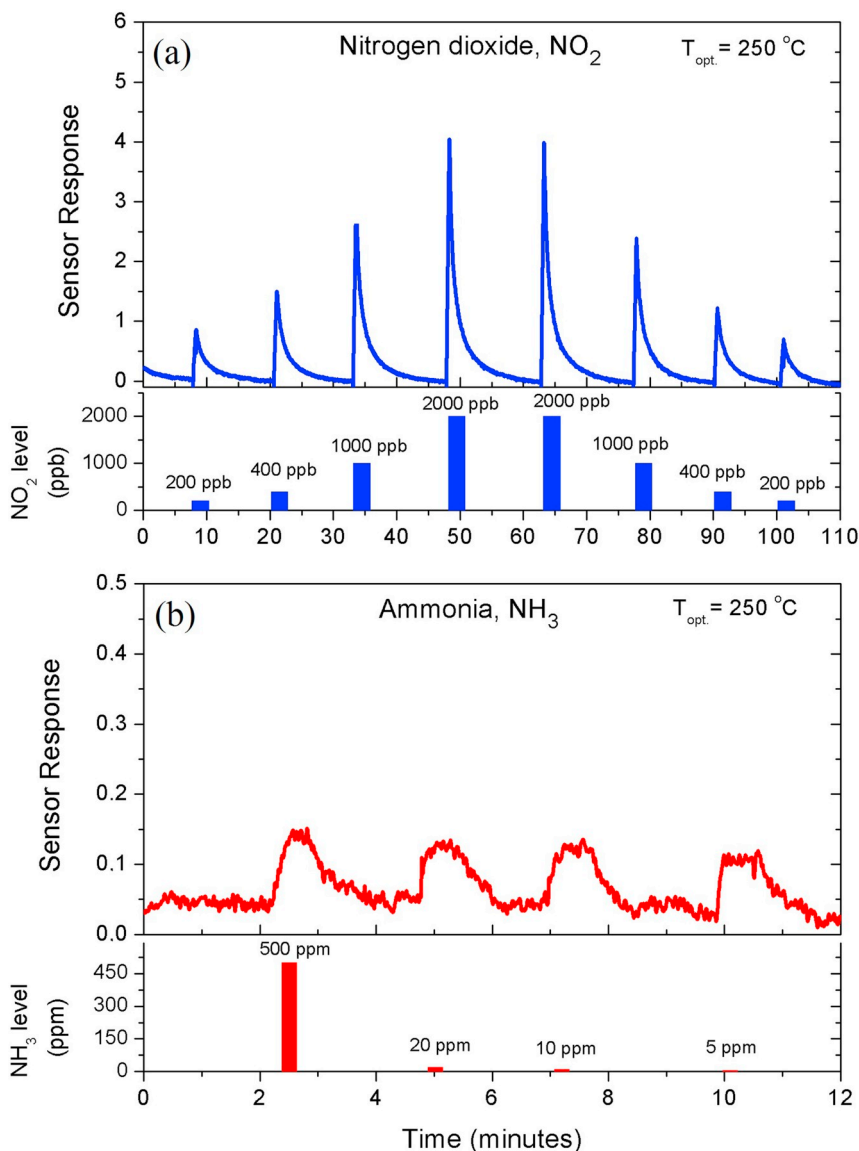 (a)
Nitrogen dioxide, NO₂
T_opt. = 250 °C
Sensor Response
6
5
4
3
2
1
0
NO₂ level
(ppb)
2000
1000
0
200 ppb
400 ppb
1000 ppb
2000 ppb
2000 ppb
1000 ppb
400 ppb
200 ppb
0 10 20 30 40 50 60 70 80 90 100 110
(b)
Ammonia, NH₃
T_opt. = 250 °C
Sensor Response
0.5
0.4
0.3
0.2
0.1
0.0
NH₃ level
(ppm)
450
300
150
0
500 ppm
20 ppm
10 ppm
5 ppm
0 2 4 6 8 10 12
Time (minutes)